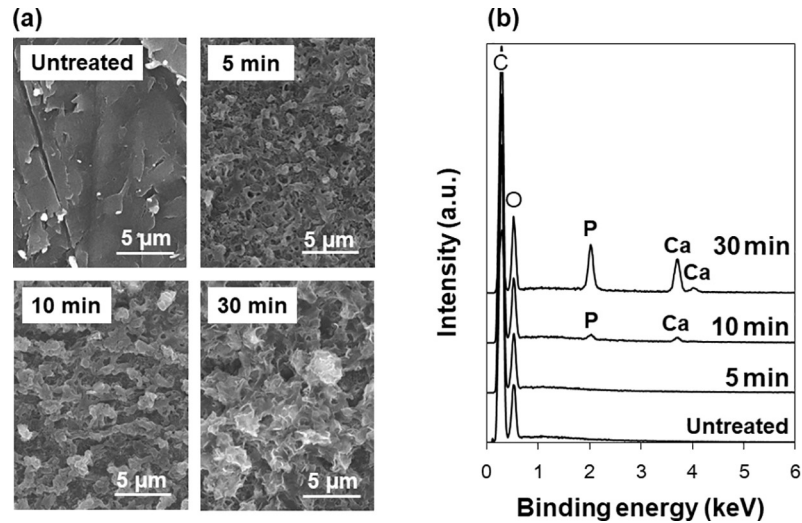 (a)
Untreated
5 µm
5 min
5 µm
10 min
5 µm
30 min
5 µm
(b)
Intensity (a.u.)
C
O
P
Ca
Ca
30 min
P
Ca
10 min
5 min
Untreated
0 1 2 3 4 5 6
Binding energy (keV)